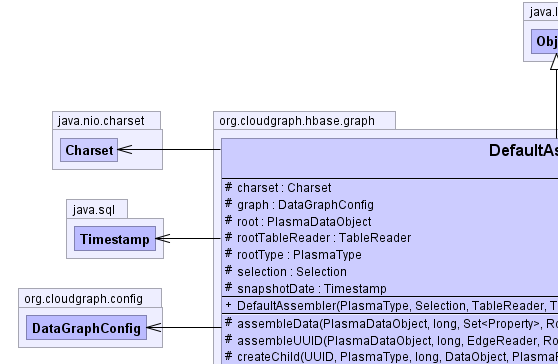 java.l
Obj
java.nio.charset
Charset
org.cloudgraph.hbase.graph
DefaultAs
# charset : Charset
# graph : DataGraphConfig
# root : PlasmaDataObject
# rootTableReader : TableReader
# rootType : PlasmaType
# selection : Selection
# snapshotDate : Timestamp
java.sql
Timestamp
org.cloudgraph.config
DataGraphConfig
+ DefaultAssembler(PlasmaType, Selection, TableReader, T
# assembleData(PlasmaDataObject, long, Set<Property>, Ro
# assembleUUID(PlasmaDataObject, long, EdgeReader, Ro
# createChild(UUID, PlasmaType, long, DataObject, Plasm